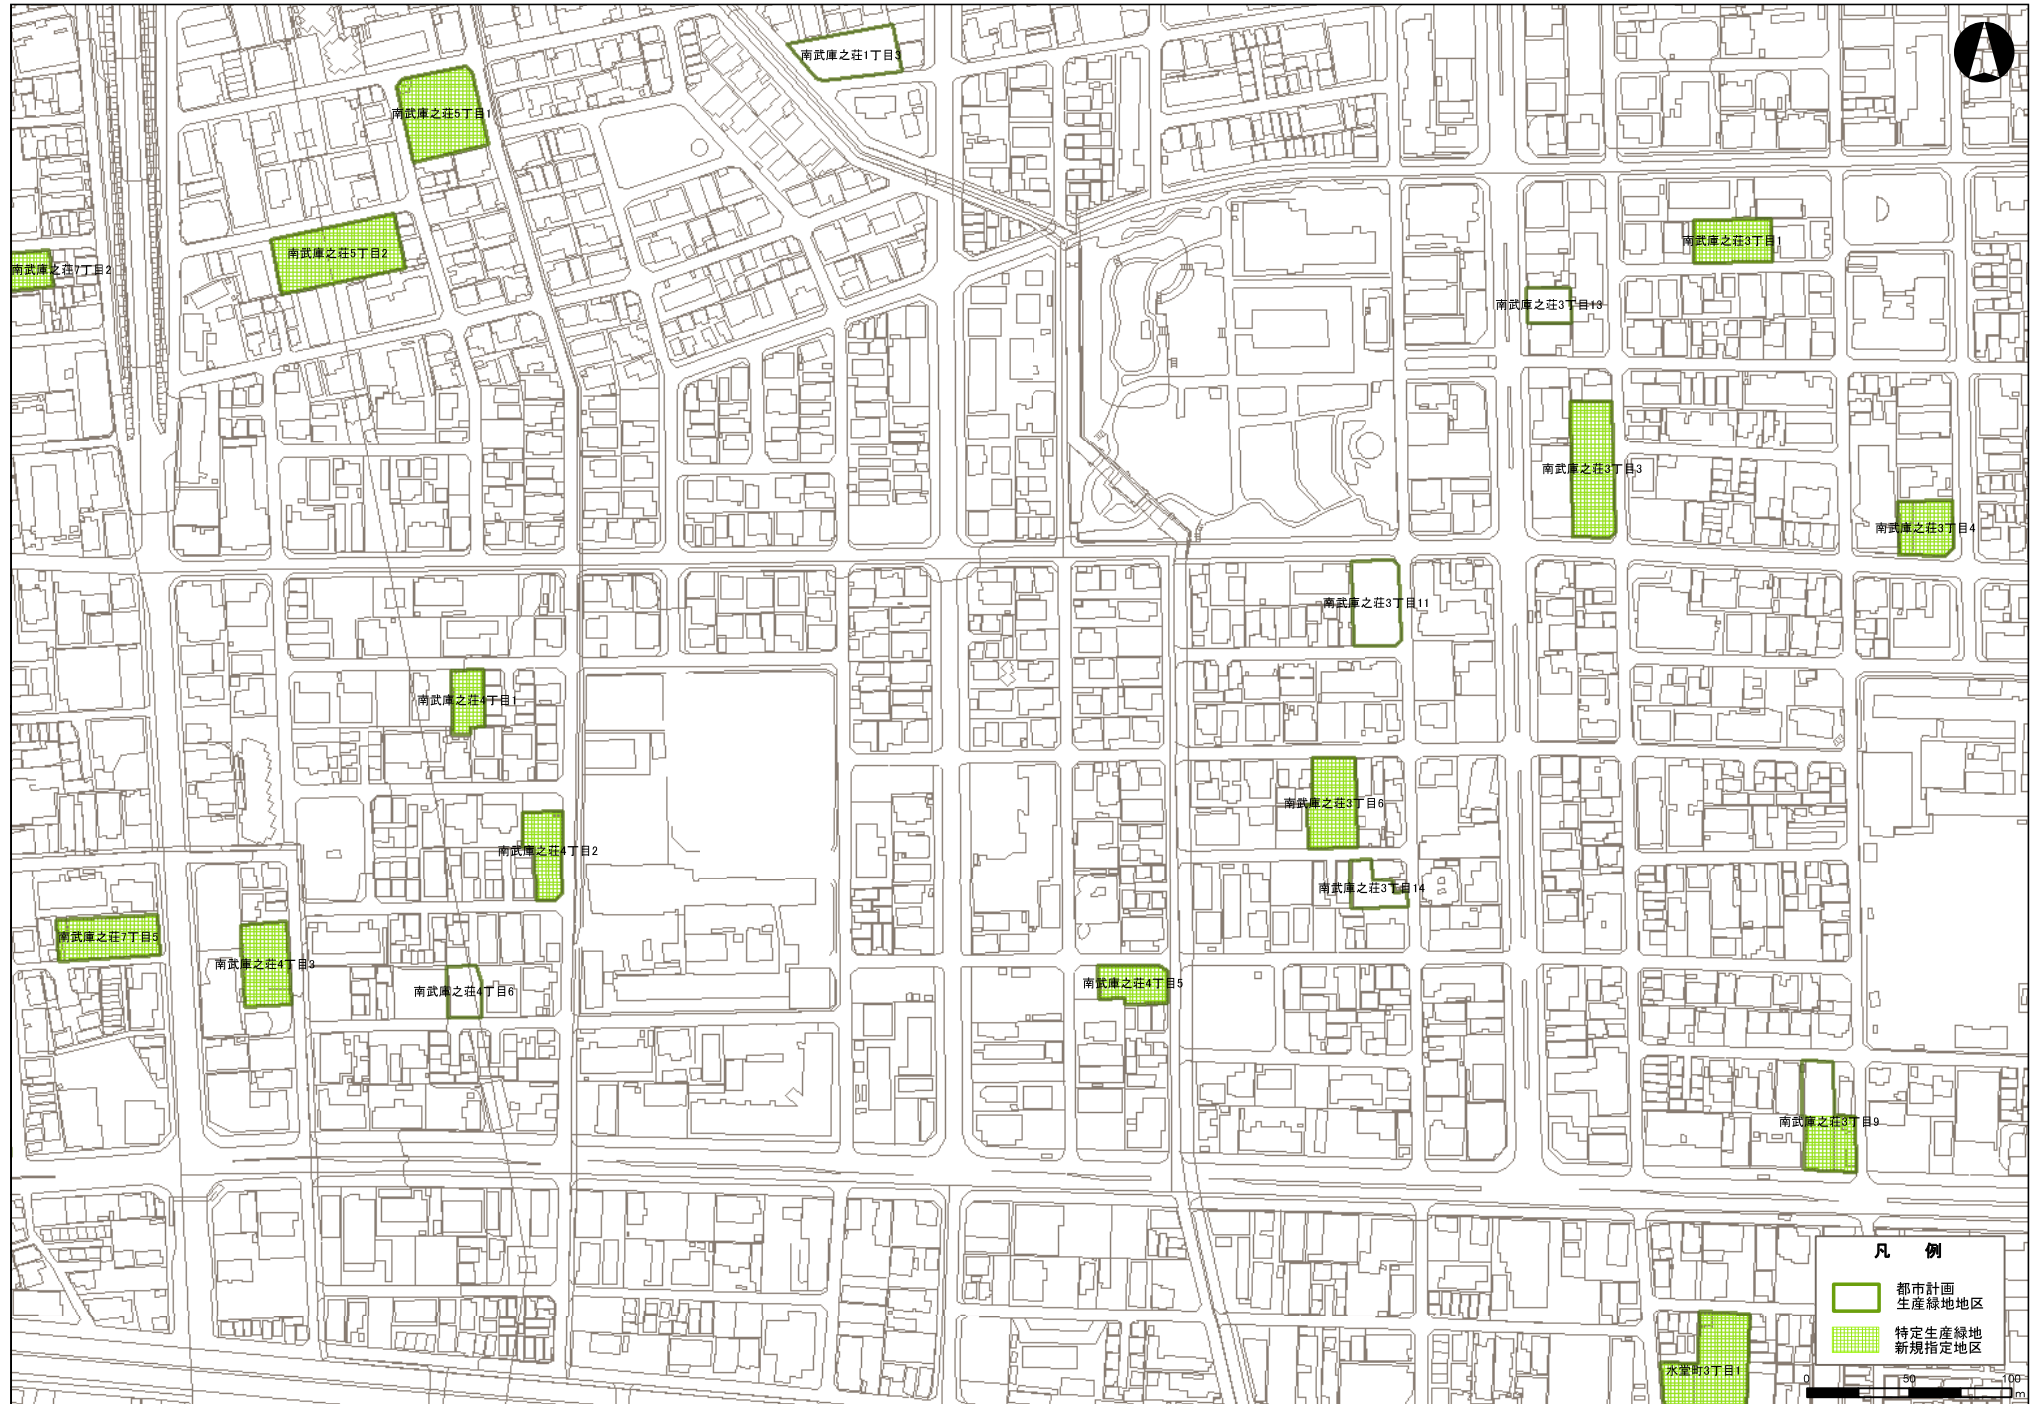 南武庫之荘1丁目3
南武庫之荘5丁目1
南武庫之荘5丁目2
南武庫之荘7丁目2
南武庫之荘3丁目1
南武庫之荘3丁目13
南武庫之荘3丁目3
南武庫之荘3丁目4
南武庫之荘3丁目11
南武庫之荘4丁目1
南武庫之荘3丁目6
南武庫之荘4丁目2
南武庫之荘3丁目14
南武庫之荘7丁目5
南武庫之荘4丁目3
南武庫之荘4丁目6
南武庫之荘4丁目5
南武庫之荘3丁目9
凡 例
都市計画
生産緑地地区
特定生産緑地
新規指定地区
水堂町3丁目1
0 50 100
m